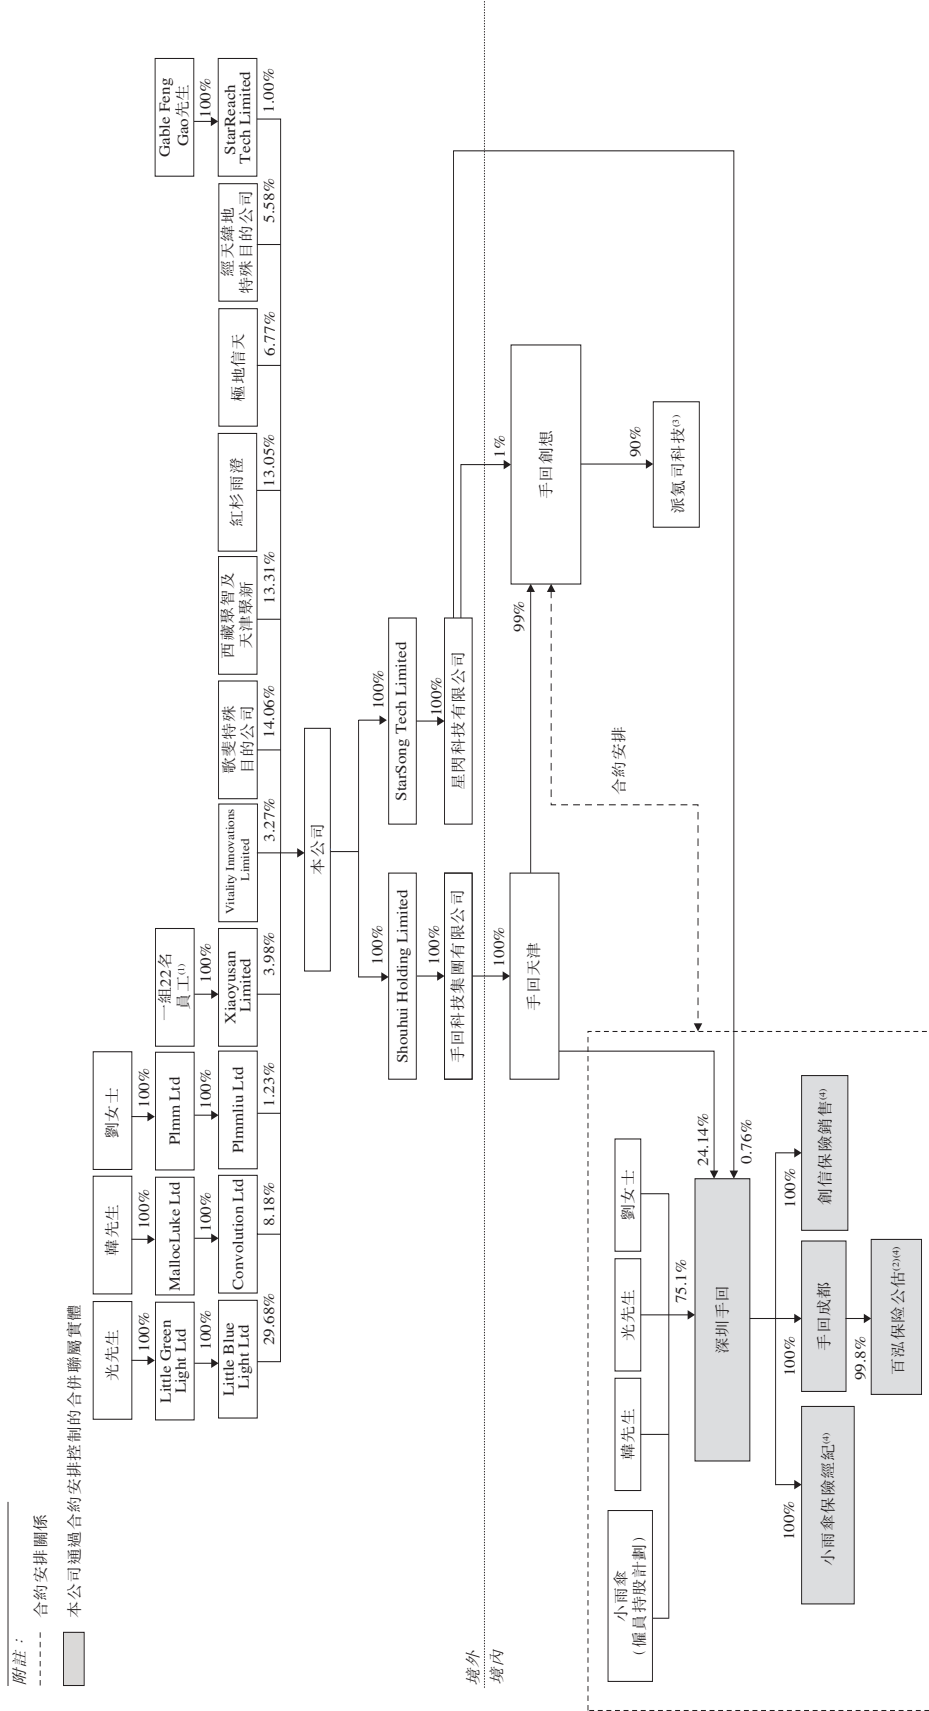 附註：
合約安排關係
本公司通過合約安排控制的合併聯屬實體
光先生
韓先生
劉女士
100%
100%
100%
Little Green
Light Ltd
MallocLuke Ltd
Plmm Ltd
一組22名
員工(1)
Gable Feng
Gao先生
100%
100%
100%
100%
100%
Little Blue
Light Ltd
Convolution Ltd
Plmmliu Ltd
Xiaoyusan
Limited
Vitality Innovations
Limited
歌斐特殊
目的公司
西藏聚智及
天津聚新
紅杉雨澄
極地信天
經天緯地
特殊目的公司
StarReach
Tech Limited
29.68%
8.18%
1.23%
3.98%
3.27%
14.06%
13.31%
13.05%
6.77%
5.58%
1.00%
本公司
100%
100%
Shouhui Holding Limited
StarSong Tech Limited
100%
100%
手回科技集團有限公司
星閃科技有限公司
境外
境內
100%
1%
手回天津
99%
手回創想
合約安排
90%
派氪司科技(3)
小雨傘
（僱員持股計劃）
韓先生
光先生
劉女士
75.1%
24.14%
0.76%
深圳手回
100%
100%
100%
小雨傘保險經紀(4)
手回成都
創信保險銷售(4)
99.8%
百泓保險公估(2)(4)